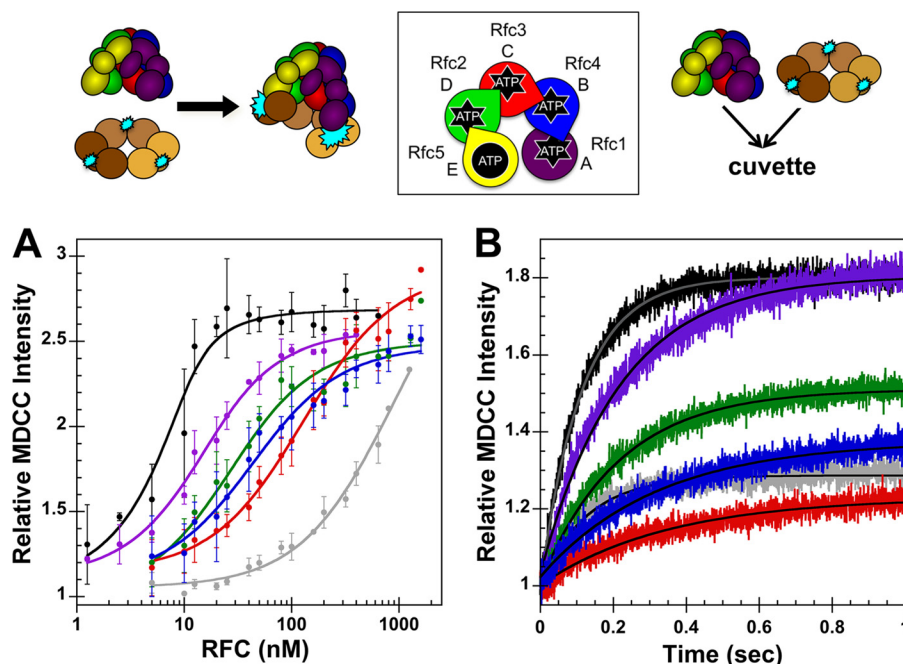 Rfc3
C
Rfc2
D
Rfc4
B
Rfc5
E
Rfc1
A
ATP
ATP
ATP
ATP
ATP
cuvette
A
Relative MDCC Intensity
3
2.5
2
1.5
1
1
10
100
1000
RFC (nM)
B
Relative MDCC Intensity
1.8
1.6
1.4
1.2
1
0
0.2
0.4
0.6
0.8
1
Time (sec)